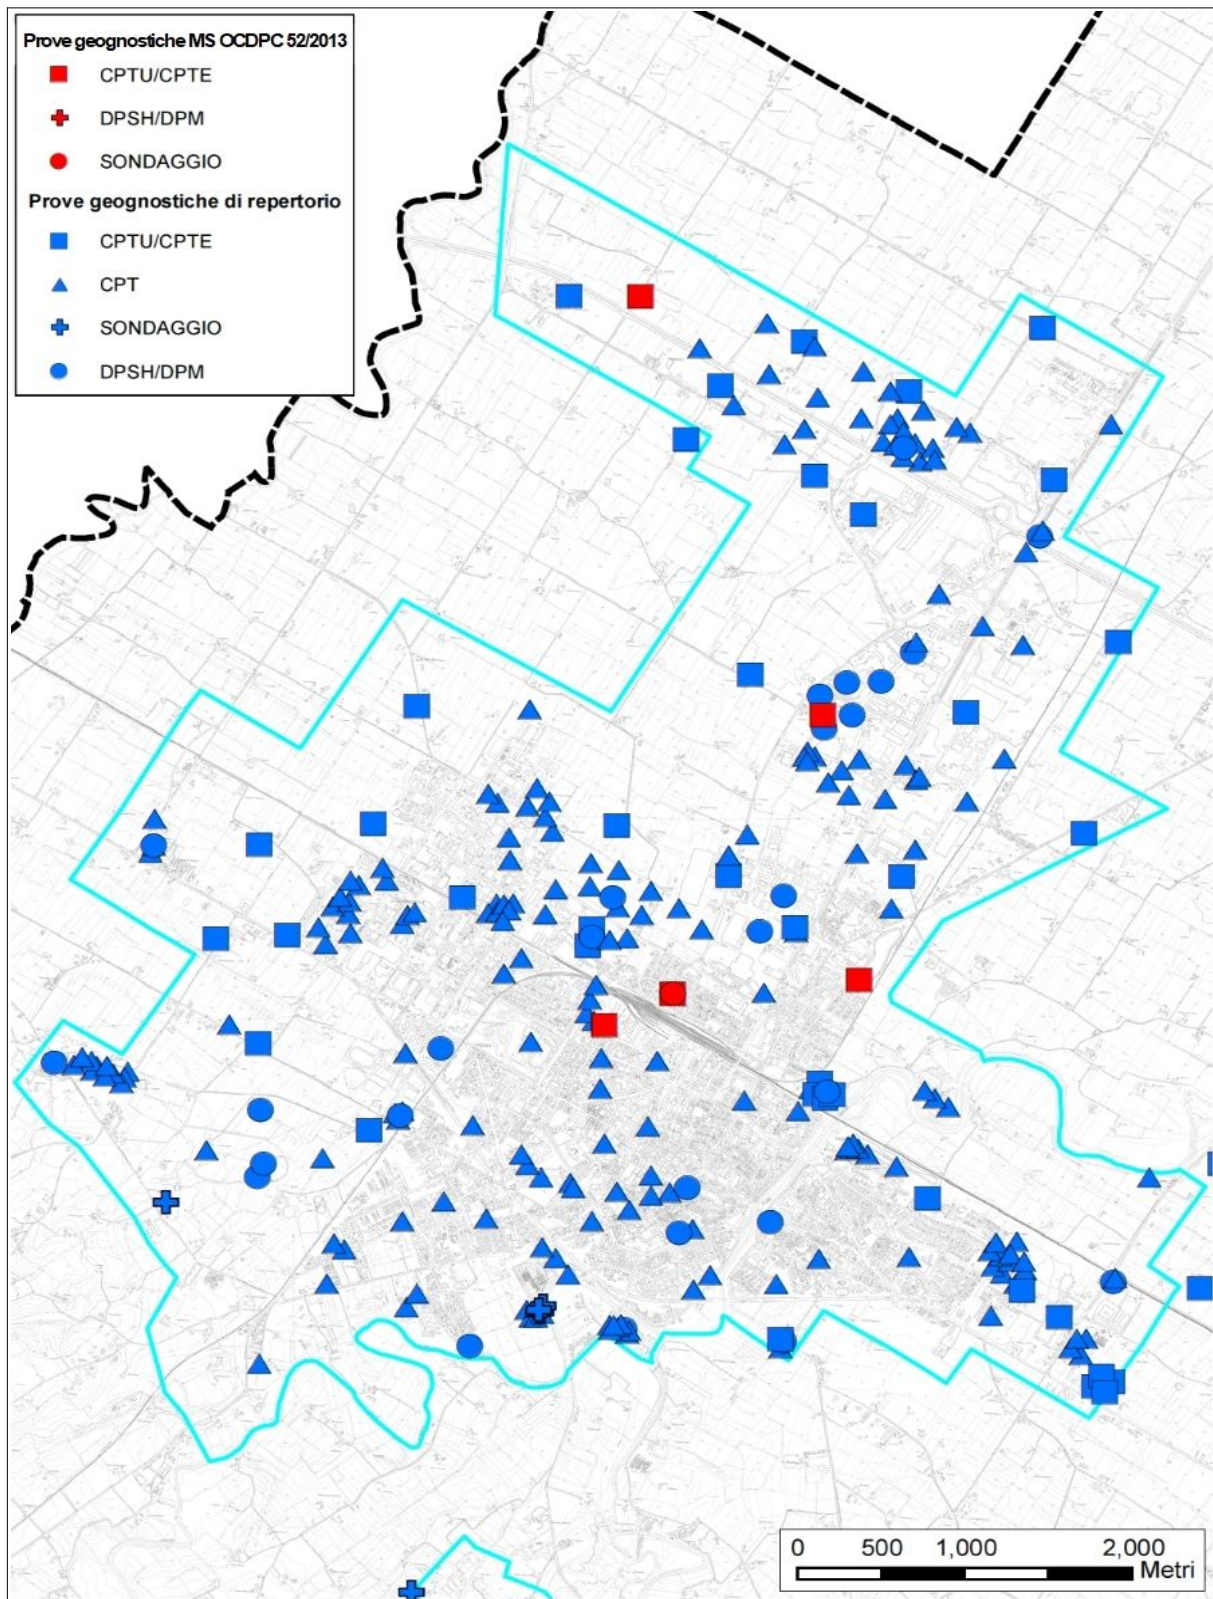 Prove geognostiche MS OCDPC 52/2013
CPTU/CPTE
DPSH/DPM
SONDAGGIO
Prove geognostiche di repertorio
CPTU/CPTE
CPT
SONDAGGIO
DPSH/DPM
0 500 1,000 2,000
Metri